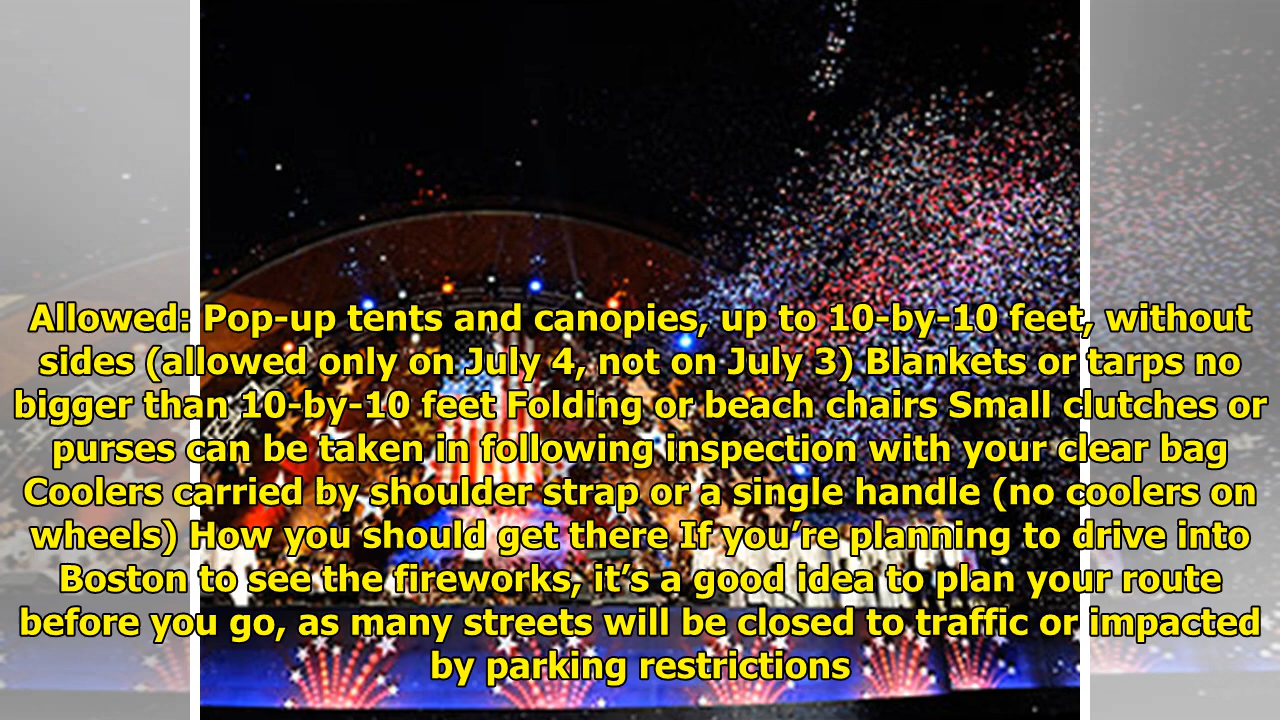 Allowed: Pop-up tents and canopies, up to 10-by-10 feet, without
sides (allowed only on July 4, not on July 3) Blankets or tarps no
bigger than 10-by-10 feet Folding or beach chairs Small clutches or
purses can be taken in following inspection with your clear bag
Coolers carried by shoulder strap or a single handle (no coolers on
wheels) How you should get there If you’re planning to drive into
Boston to see the fireworks, it’s a good idea to plan your route
before you go, as many streets will be closed to traffic or impacted
by parking restrictions